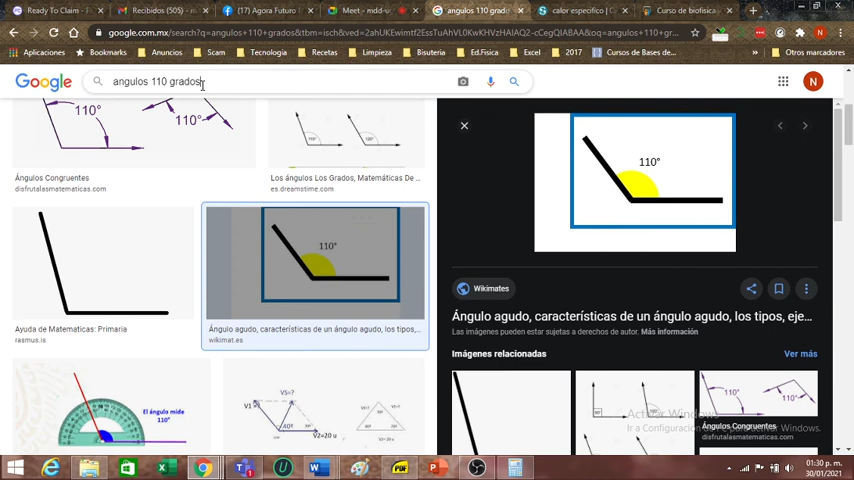 Ready To Claim - R
Recibidos (505) - n
(17) Agora Futuro
Meet - mdd-u
angulos 110 grado
calor especifico | C
Curso de biofisica
google.com.mx/search?q=angulos+110+grados&tbm=isch&ved=2ahUKEwimtf2EssTuAhVL0KwKHVzHAIAQ2-cCegQIABAA&oq=angulos+110+gr...
Aplicaciones Bookmarks Anuncios Scam Tecnologia Recetas Limpieza Bisuteria Ed.Fisica Excel 2017 Cursos de Bases de... Otros marcadores
Google angulos 110 grados N
110°
110°
Ángulos Congruentes
disfrutalasmatematicas.com
Los ángulos Los Grados, Matemáticas De ...
es.dreamstime.com
110°
Ayuda de Matematicas: Primaria
rasmus.is
Ángulo agudo, características de un ángulo agudo, los tipos,...
wikimat.es
El ángulo mide
110°
V1
V5=?
V2=20 u
110°
Wikimates
Ángulo agudo, características de un ángulo agudo, los tipos, eje...
Las imágenes pueden estar sujetas a derechos de autor. Más información
Imágenes relacionadas Ver más
110°
110°
Ángulos Congruentes
disfrutalasmatematicas.com
Activar Windows
Ir a Configuración de PC para activar Windows.
01:30 p. m.
30/01/2021